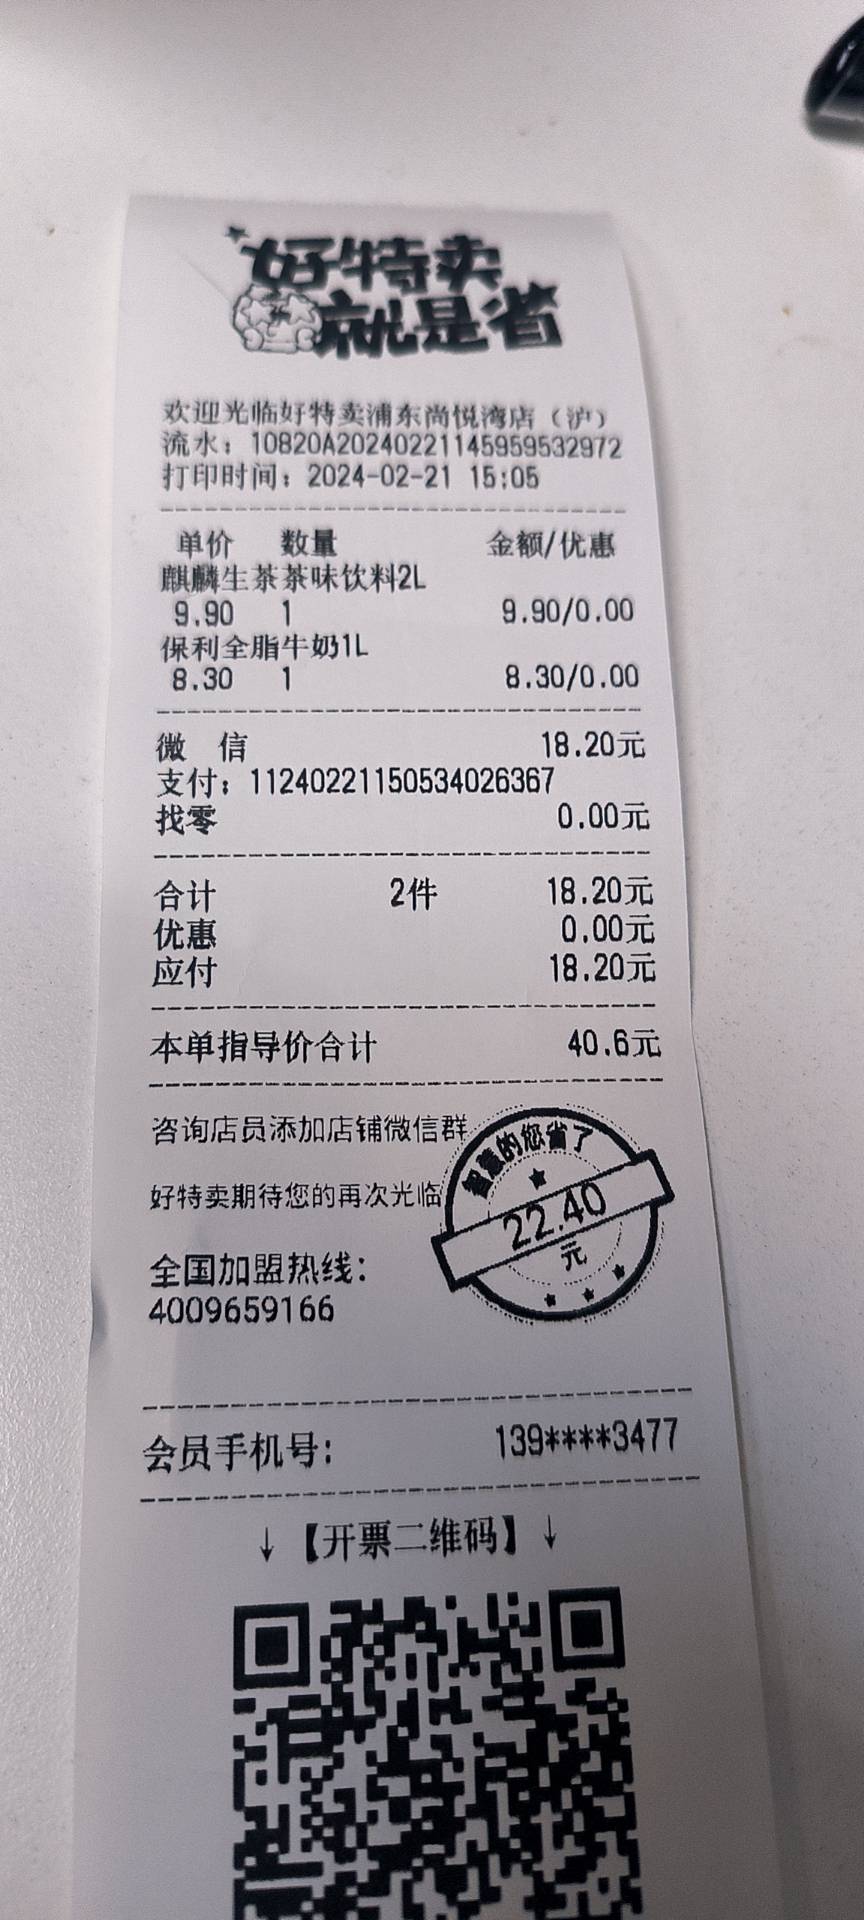 好特卖
就是省
欢迎光临好特卖浦东尚悦湾店（沪）
流水：10820A2024022114595953​2972
打印时间：2024-02-21 15:05
单价 数量 金额/优惠
麒麟生茶茶味饮料2L
9.90 1 9.90/0.00
保利全脂牛奶1L
8.30 1 8.30/0.00
微 信 18.20元
支付：11240221150534026367
找零 0.00元
合计 2件 18.20元
优惠 0.00元
应付 18.20元
本单指导价合计 40.6元
咨询店员添加店铺微信群
好特卖期待您的再次光临
智慧的您省了
22.40
元
全国加盟热线：
4009659166
会员手机号： 139****3477
↓【开票二维码】↓